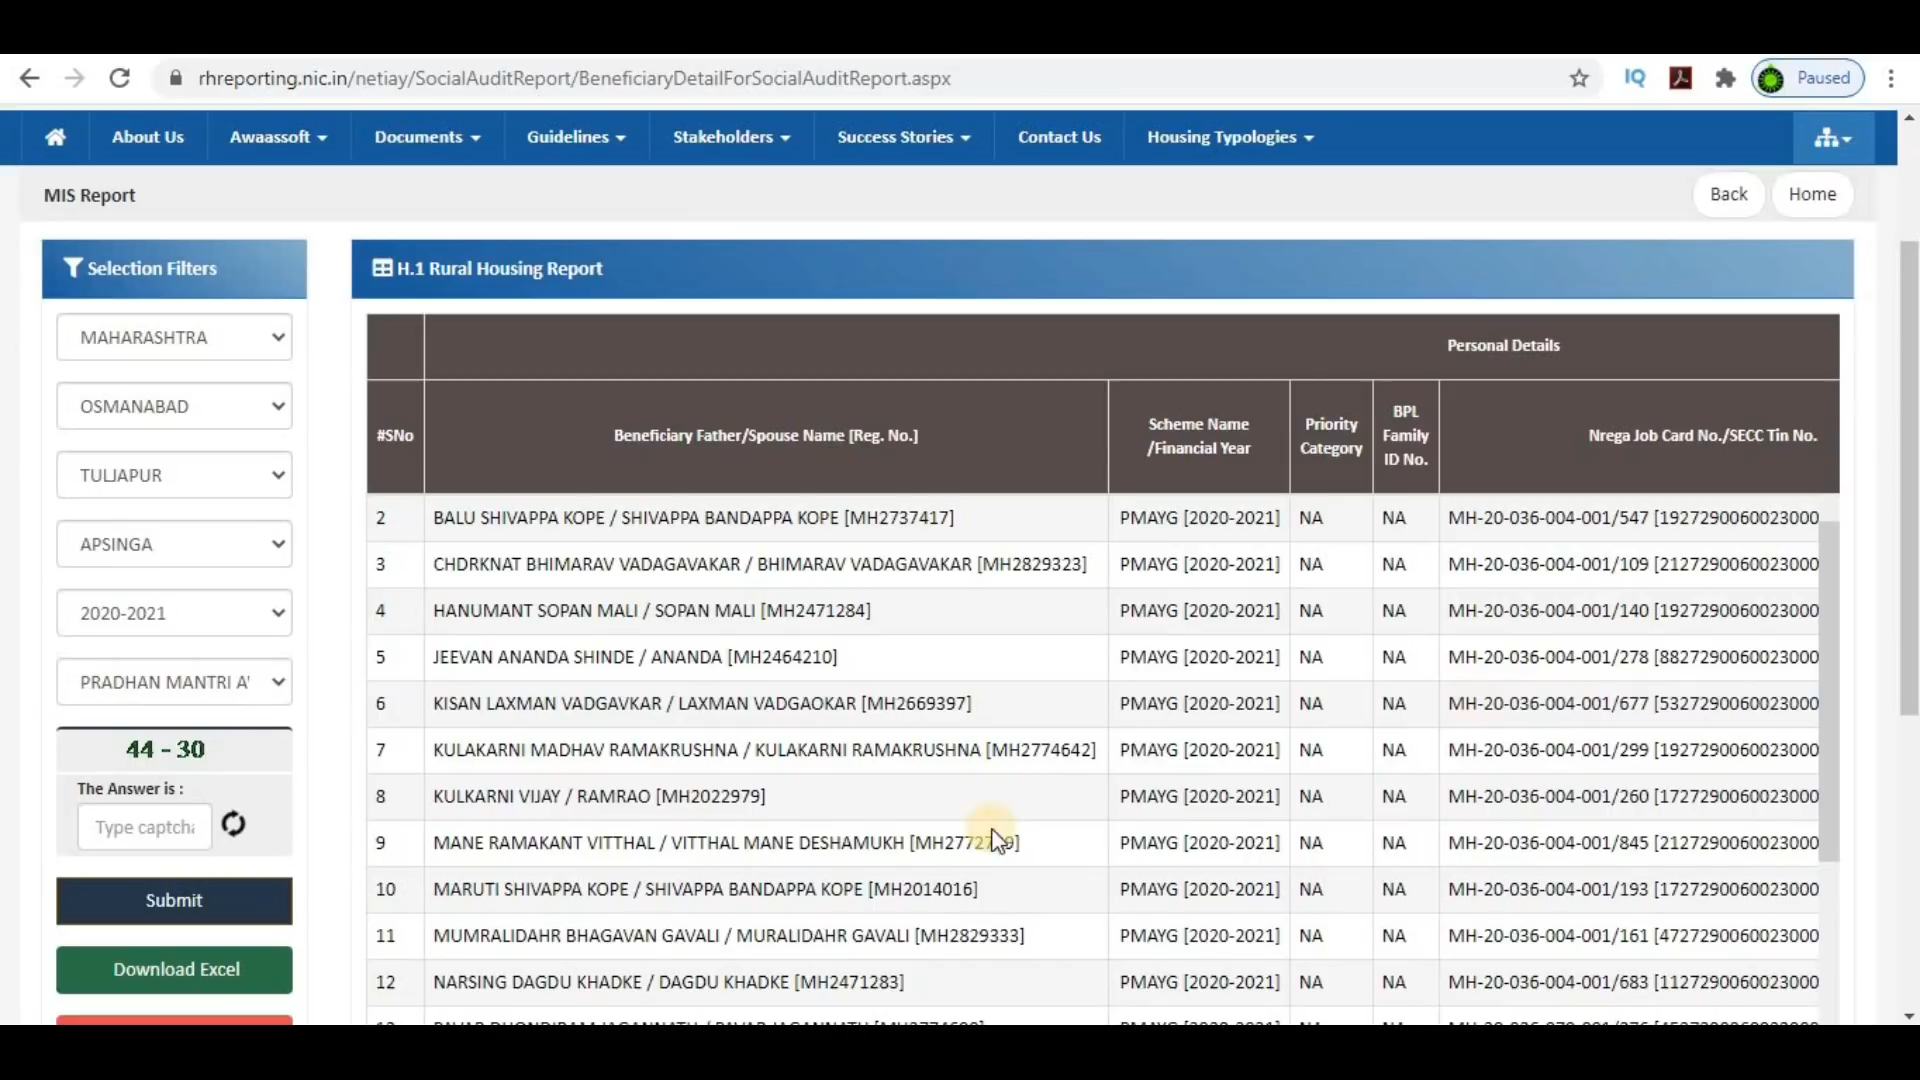 rhreporting.nic.in/netiay/SocialAuditReport/BeneficiaryDetailForSocialAuditReport.aspx
IQ
Paused
About Us Awaassoft Documents Guidelines Stakeholders Success Stories Contact Us Housing Typologies
MIS Report
Back Home
Selection Filters
MAHARASHTRA
OSMANABAD
TULJAPUR
APSINGA
2020-2021
PRADHAN MANTRI A
44 - 30
The Answer is :
Type captcha
Submit
Download Excel
H.1 Rural Housing Report
Personal Details
#SNo Beneficiary Father/Spouse Name [Reg. No.] Scheme Name /Financial Year Priority Category BPL Family ID No. Nrega Job Card No./SECC Tin No.
2 BALU SHIVAPPA KOPE / SHIVAPPA BANDAPPA KOPE [MH2737417] PMAYG [2020-2021] NA NA MH-20-036-004-001/547 [1927290060023000
3 CHDRKNAT BHIMARAV VADAGAVAKAR / BHIMARAV VADAGAVAKAR [MH2829323] PMAYG [2020-2021] NA NA MH-20-036-004-001/109 [2127290060023000
4 HANUMANT SOPAN MALI / SOPAN MALI [MH2471284] PMAYG [2020-2021] NA NA MH-20-036-004-001/140 [1927290060023000
5 JEEVAN ANANDA SHINDE / ANANDA [MH2464210] PMAYG [2020-2021] NA NA MH-20-036-004-001/278 [8827290060023000
6 KISAN LAXMAN VADGAVKAR / LAXMAN VADGAOKAR [MH2669397] PMAYG [2020-2021] NA NA MH-20-036-004-001/677 [5327290060023000
7 KULAKARNI MADHAV RAMAKRUSHNA / KULAKARNI RAMAKRUSHNA [MH2774642] PMAYG [2020-2021] NA NA MH-20-036-004-001/299 [1927290060023000
8 KULKARNI VIJAY / RAMRAO [MH2022979] PMAYG [2020-2021] NA NA MH-20-036-004-001/260 [1727290060023000
9 MANE RAMAKANT VITTHAL / VITTHAL MANE DESHAMUKH PMAYG [2020-2021] NA NA MH-20-036-004-001/845 [2127290060023000
10 MARUTI SHIVAPPA KOPE / SHIVAPPA BANDAPPA KOPE [MH2014016] PMAYG [2020-2021] NA NA MH-20-036-004-001/193 [1727290060023000
11 MUMRALIDAHR BHAGAVAN GAVALI / MURALIDAHR GAVALI [MH2829333] PMAYG [2020-2021] NA NA MH-20-036-004-001/161 [4727290060023000
12 NARSING DAGDU KHADKE / DAGDU KHADKE [MH2471283] PMAYG [2020-2021] NA NA MH-20-036-004-001/683 [1127290060023000